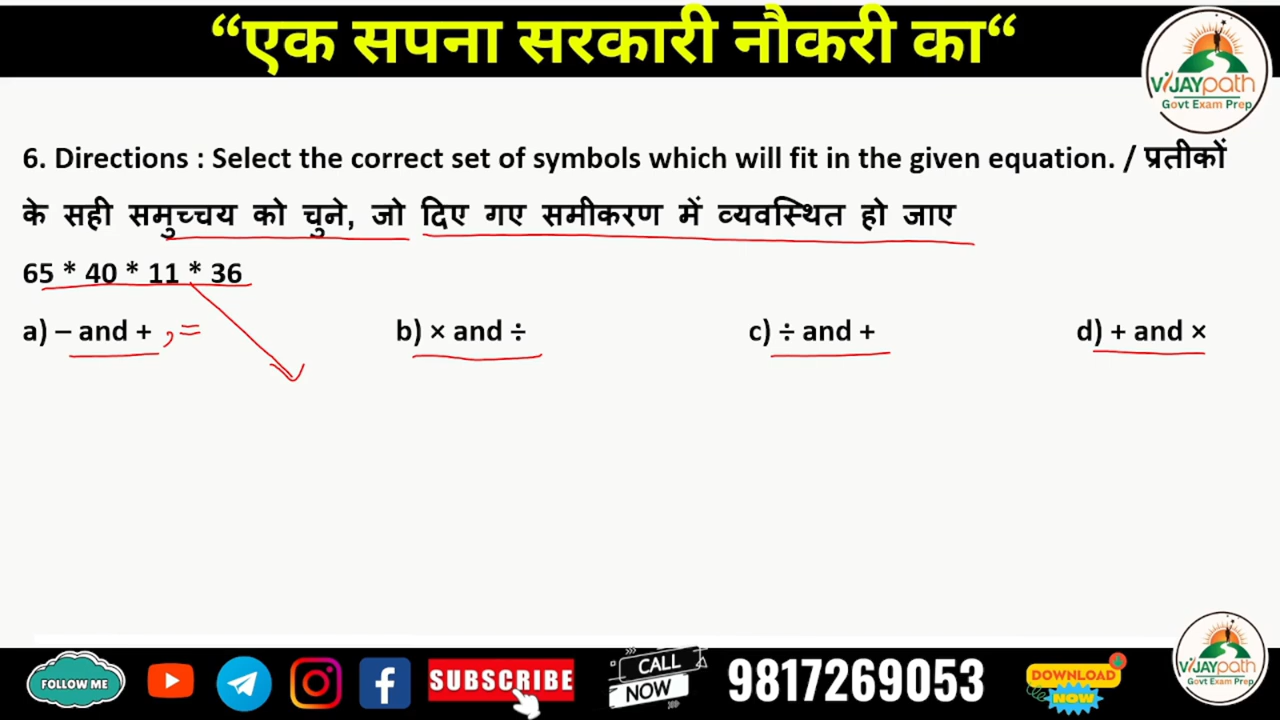 “एक सपना सरकारी नौकरी का“
VIJAYpath
Govt Exam Prep
6. Directions : Select the correct set of symbols which will fit in the given equation. / प्रतीकों
के सही समुच्चय को चुने, जो दिए गए समीकरण में व्यवस्थित हो जाए
65 * 40 * 11 * 36
a) – and + , = b) × and ÷ c) ÷ and + d) + and ×
VIJAYpath
Govt Exam Prep
FOLLOW ME SUBSCRIBE CALL NOW 9817269053 DOWNLOAD NOW